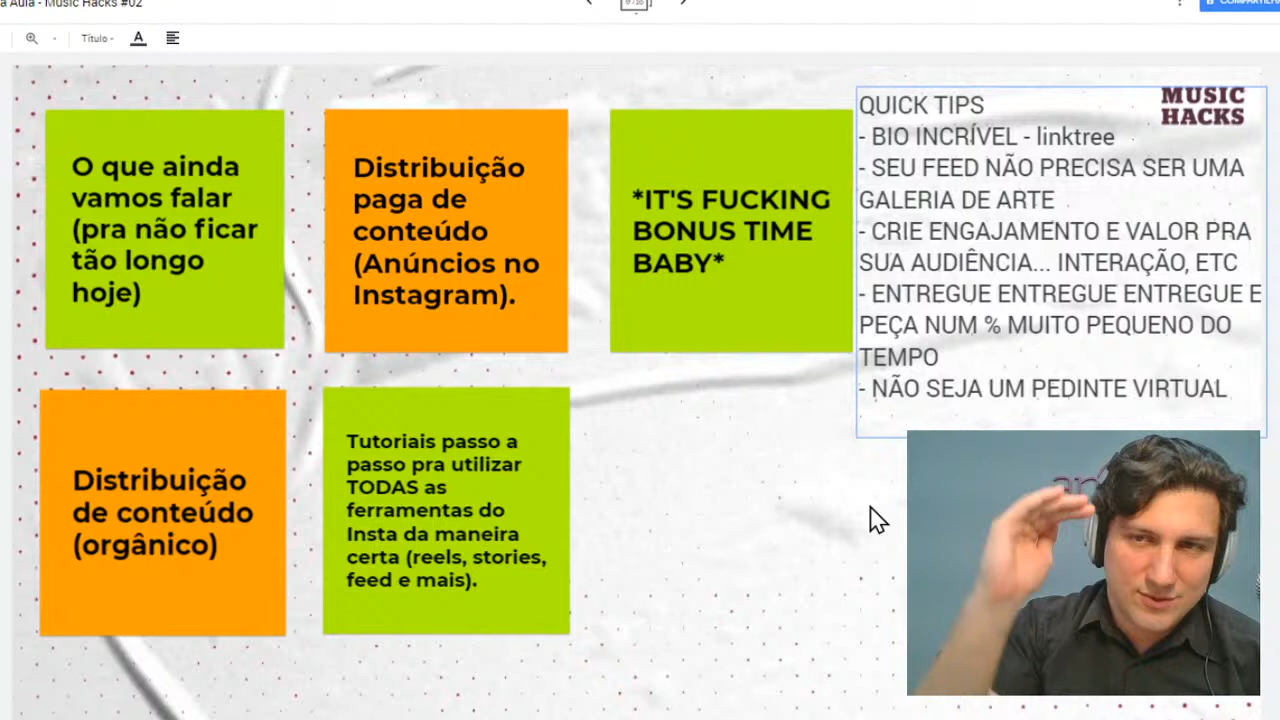 a Aula - Music Hacks #02
Título
COMPARTILHA
O que ainda
vamos falar
(pra não ficar
tão longo
hoje)
Distribuição
paga de
conteúdo
(Anúncios no
Instagram).
*IT'S FUCKING
BONUS TIME
BABY*
MUSIC
HACKS
QUICK TIPS
- BIO INCRÍVEL - linktree
- SEU FEED NÃO PRECISA SER UMA
GALERIA DE ARTE
- CRIE ENGAJAMENTO E VALOR PRA
SUA AUDIÊNCIA... INTERAÇÃO, ETC
- ENTREGUE ENTREGUE ENTREGUE E
PEÇA NUM % MUITO PEQUENO DO
TEMPO
- NÃO SEJA UM PEDINTE VIRTUAL
Distribuição
de conteúdo
(orgânico)
Tutoriais passo a
passo pra utilizar
TODAS as
ferramentas do
Insta da maneira
certa (reels, stories,
feed e mais).